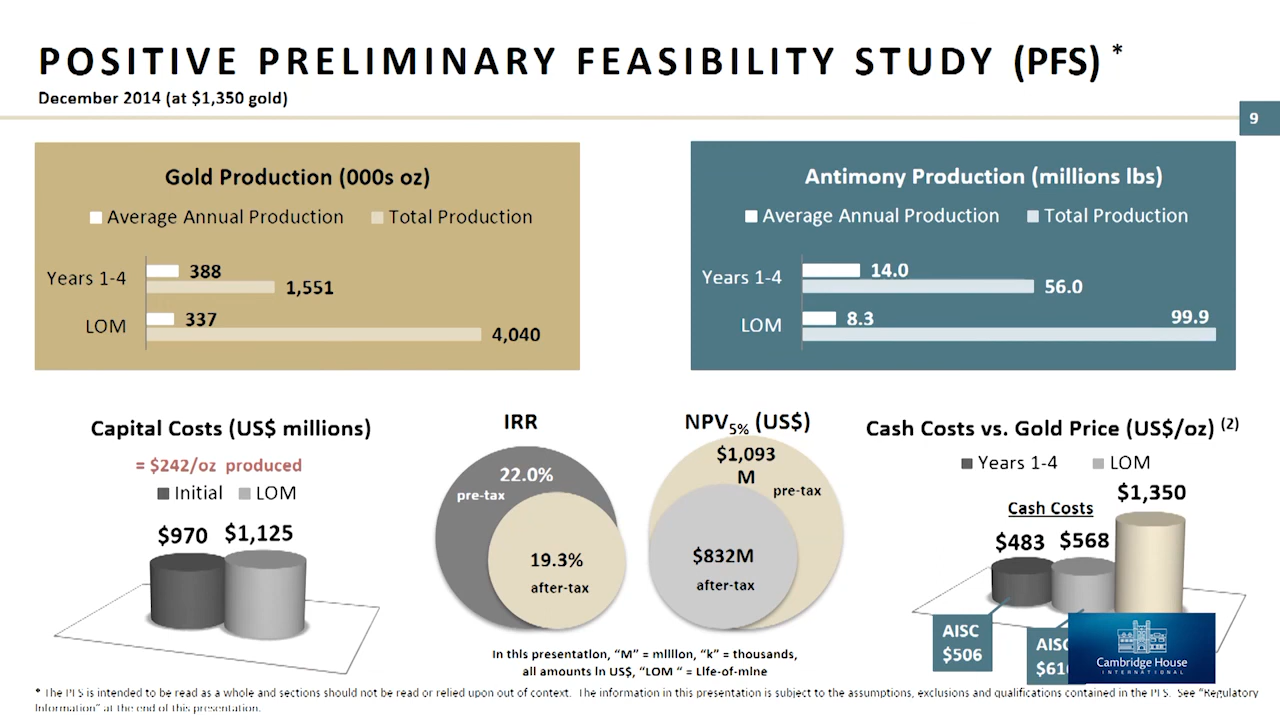 POSITIVE PRELIMINARY FEASIBILITY STUDY (PFS) *
December 2014 (at $1,350 gold)
9
Gold Production (000s oz)
Average Annual Production Total Production
Years 1-4
388
1,551
LOM
337
4,040
Antimony Production (millions lbs)
Average Annual Production Total Production
Years 1-4
14.0
56.0
LOM
8.3
99.9
Capital Costs (US$ millions)
= $242/oz produced
Initial LOM
$970 $1,125
IRR
22.0%
pre-tax
19.3%
after-tax
NPV5% (US$)
$1,093
M
pre-tax
$832M
after-tax
Cash Costs vs. Gold Price (US$/oz) (2)
Years 1-4 LOM
$1,350
Cash Costs
$483 $568
AISC
$506
Cambridge House
INTERNATIONAL
In this presentation, “M” = million, “k” = thousands,
all amounts in US$, “LOM “ = Life-of-mine
* The PFS is intended to be read as a whole and sections should not be read or relied upon out of context. The information in this presentation is subject to the assumptions, exclusions and qualifications contained in the PFS. See “Regulatory
Information” at the end of this presentation.